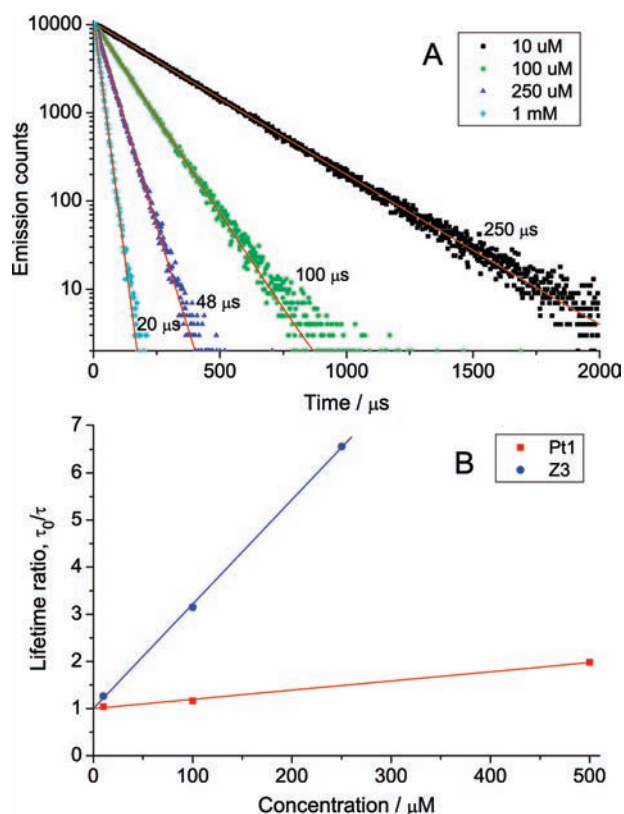 A
10 uM
100 uM
250 uM
1 mM
10000
1000
100
10
Emission counts
250 μs
100 μs
48 μs
20 μs
0
500
1000
1500
2000
Time / μs
B
Pt1
Z3
7
6
5
4
3
2
1
0
Lifetime ratio, τ0/τ
0
100
200
300
400
500
Concentration / μM